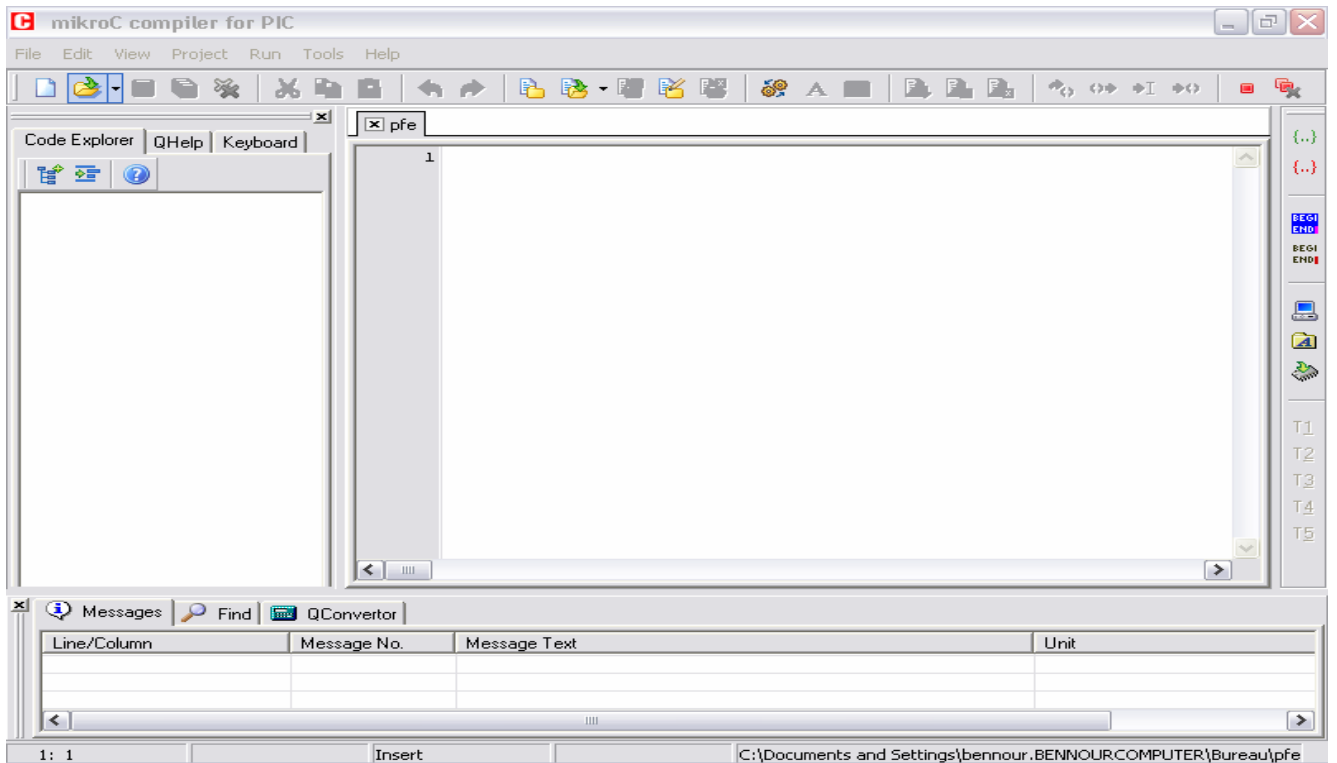 mikroC compiler for PIC
File Edit View Project Run Tools Help
Code Explorer QHelp Keyboard
pfe
1
{..}
{..}
BEGI
END
BEGI
END
T1
T2
T3
T4
T5
Messages Find QConvertor
Line/Column Message No. Message Text Unit
1: 1 Insert C:\Documents and Settings\bennour.BENNOURCOMPUTER\Bureau\pfe